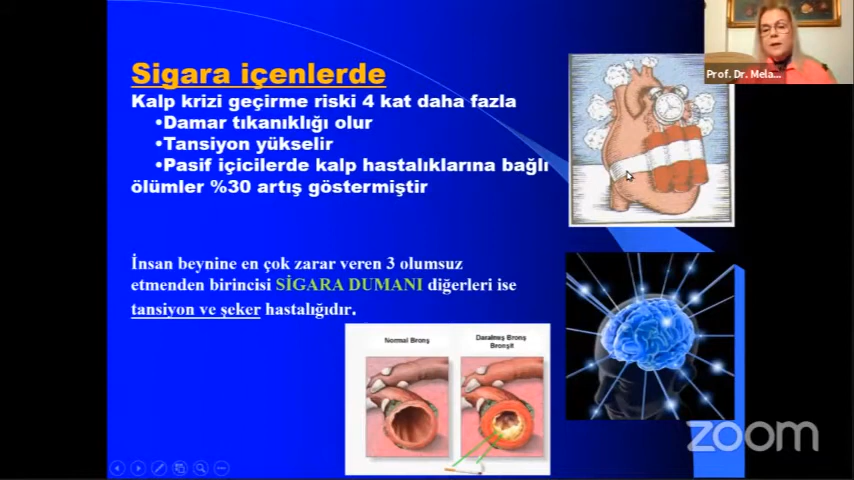 Sigara içenlerde
Kalp krizi geçirme riski 4 kat daha fazla
•Damar tıkanıklığı olur
•Tansiyon yükselir
•Pasif içicilerde kalp hastalıklarına bağlı
ölümler %30 artış göstermiştir
Prof. Dr. Mela...
İnsan beynine en çok zarar veren 3 olumsuz
etmenden birincisi SİGARA DUMANI diğerleri ise
tansiyon ve şeker hastalığıdır.
Normal Bronş
Daralmış Bronş
Bronşit
zoom